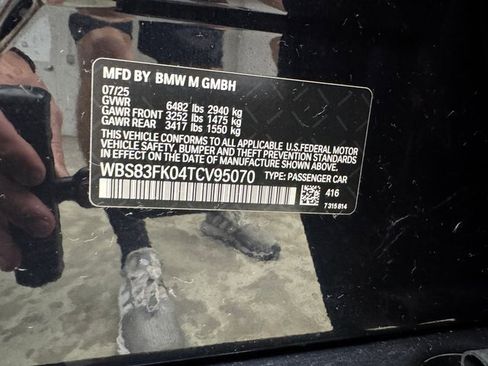 MFD BY BMW M GMBH
07/25
GVWR 6482 lbs 2940 kg
GAWR FRONT 3252 lbs 1475 kg
GAWR REAR 3417 lbs 1550 kg
THIS VEHICLE CONFORMS TO ALL APPLICABLE U.S.FEDERAL MOTOR
VEHICLE SAFETY, BUMPER AND THEFT PREVENTION STANDARDS
IN EFFECT ON THE DATE OF MANUFACTURE SHOWN ABOVE.
WBS83FK04TCV95070 TYPE: PASSENGER CAR
416
7 315 814